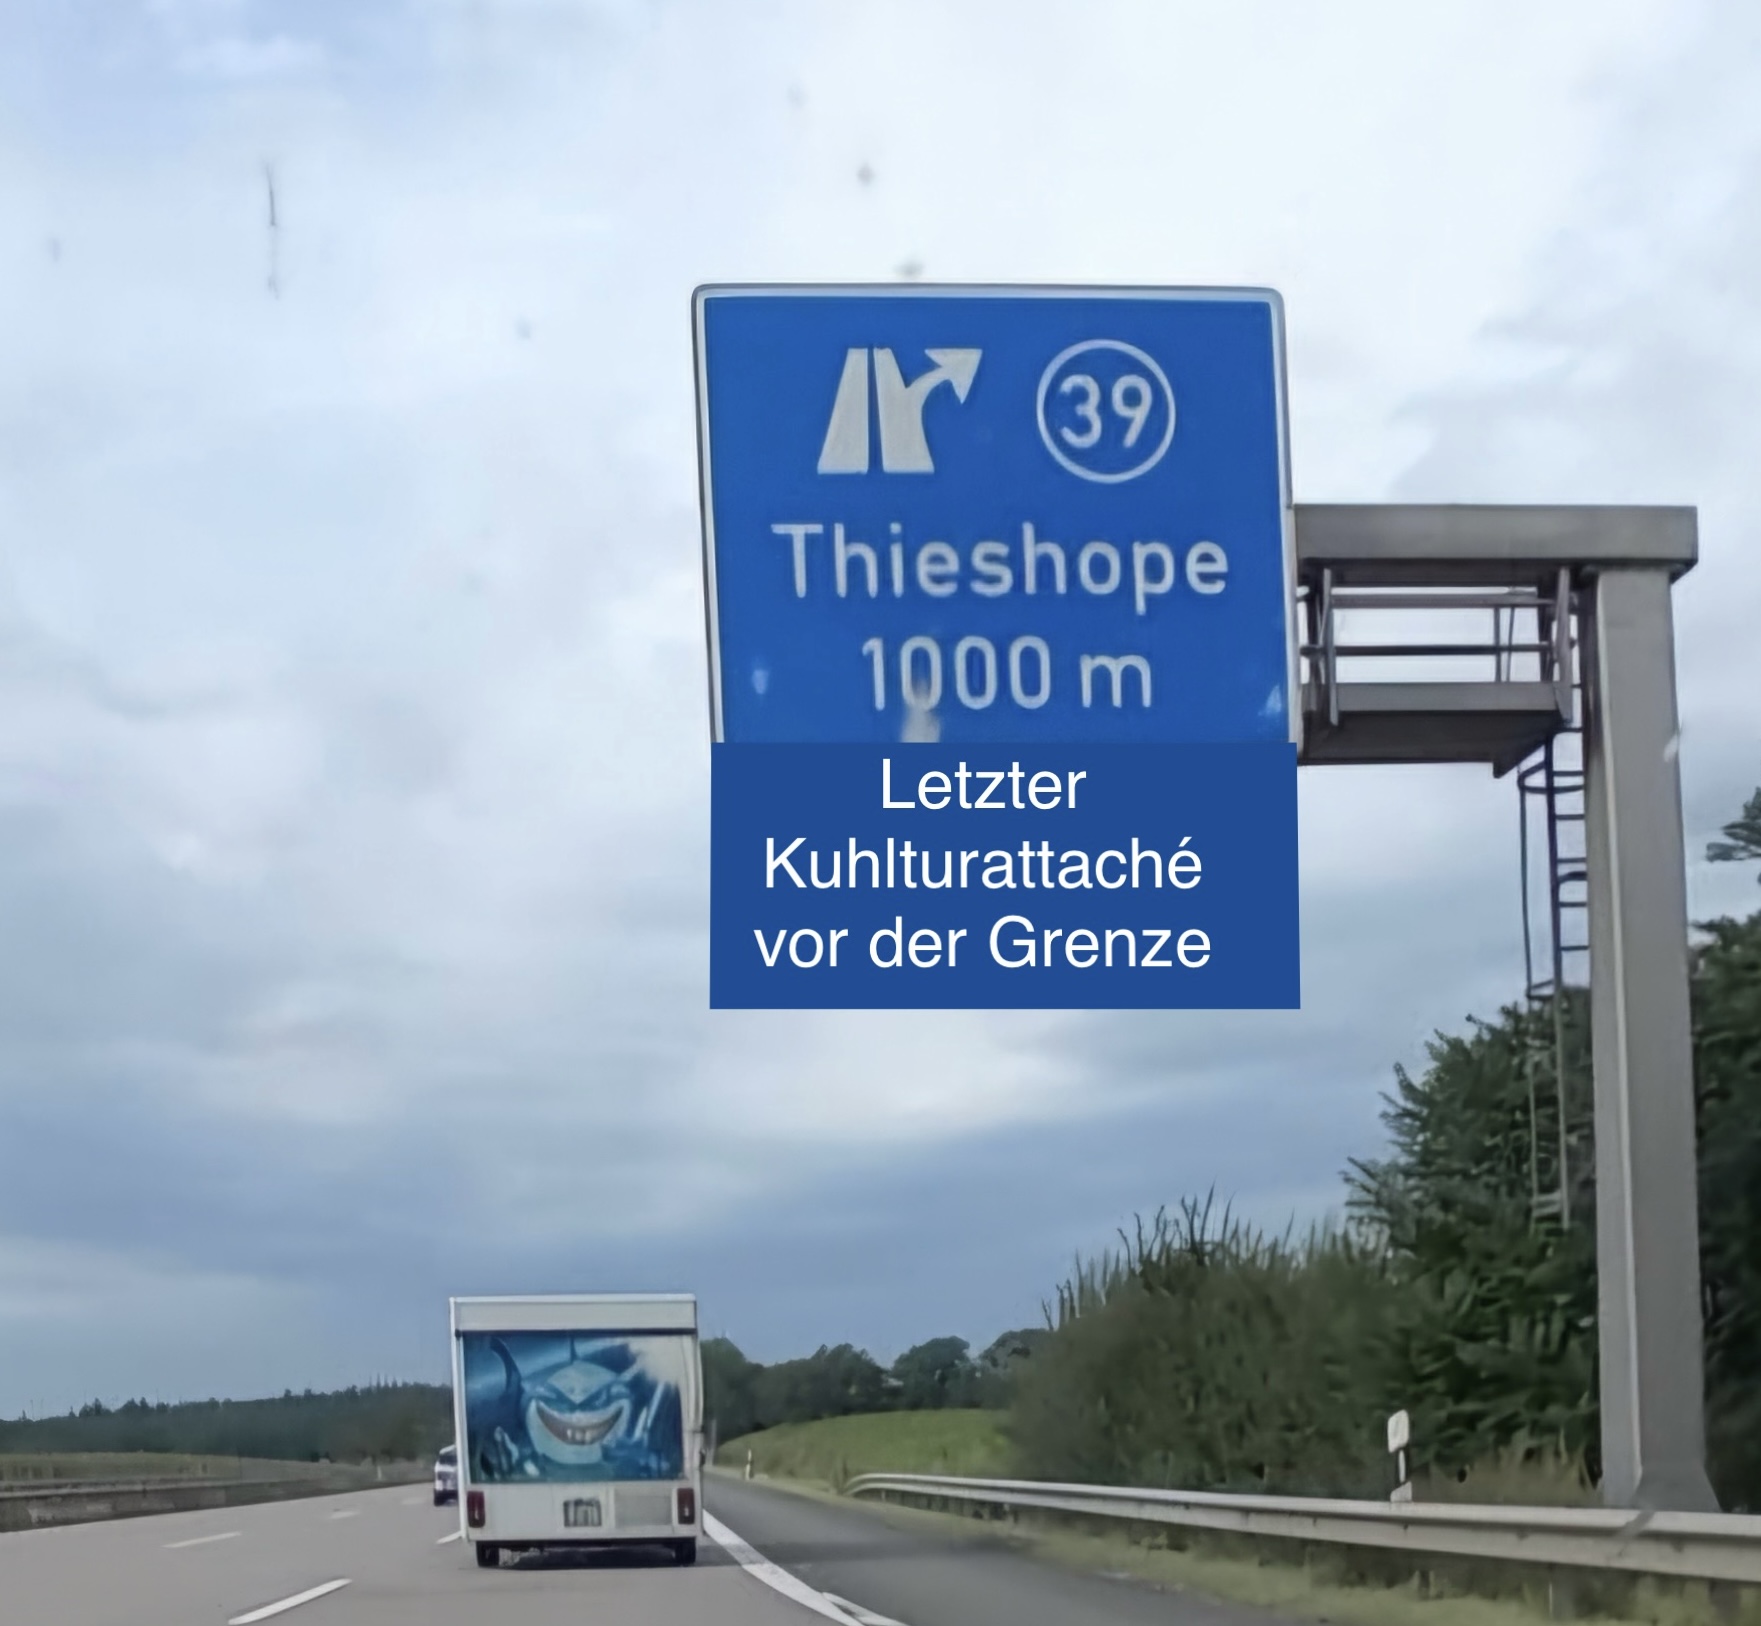 39
Thieshope
1000 m
Letzter
Kuhlturattaché
vor der Grenze